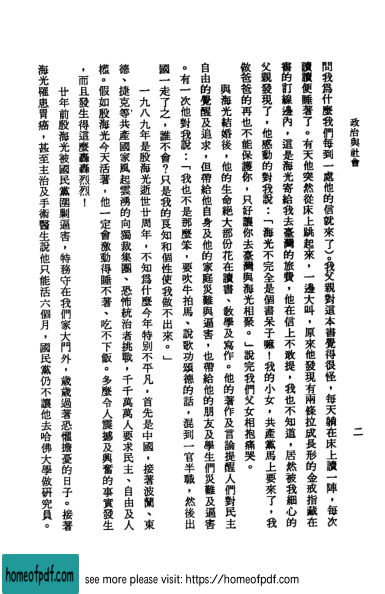 政治與社會
二
問我爲什麼我們每到一處他的信就來了。我父親對這本書覺得很怪，每天躺在床上讀一陣，每次
讀讀便睡著了。有天他突然從床上跳起來，一邊大叫，原來他發現有兩條拉成長形的金戒指藏在
書的訂線邊內，這是海光寄給我去臺灣的旅費，他在信上不敢提，我也不知道，居然被我細心的
父親發現了，他感動的對我說：「海光不完全是個書呆子嘛！我的小女，共產黨馬上要來了，我
做爸爸的再也不能保護你，只好讓你去臺灣與海光相聚。」說完我們父女相抱痛哭。
與海光結婚後，他的生命絕大部份花在讀書、教學及寫作。他的著作及言論提醒人們對民主
自由的覺醒及追求，但帶給他自身及他的家庭災難與逼害，也帶給他的朋友及學生們災難及逼害
。有一次他對我說：「我也不是那麼笨，要吹牛拍馬、說歌功頌德的話，混到一官半職，然後出
國一走了之，誰不會？只是我的良知和個性使我做不出來。」
一九八九年是殷海光逝世廿周年，不知爲什麼今年特別不平凡，首先是中國，接著波蘭、東
德、捷克等共產國家風起雲湧的向獨裁集團、恐怖統治者挑戰，千千萬萬人要求民主、自由及人
權。假如殷海光今天活著，他一定會激動得睡不著、吃不下飯。多麼令人震撼及興奮的事實發生
，而且發生得這麼轟轟烈烈！
廿年前殷海光被國民黨圍剿逼害，特務守在我們家大門外，歲歲過著恐懼擔憂的日子。接著
海光罹患胃癌，甚至主治及手術醫生說他只能活六個月，國民黨仍不讓他去哈佛大學做研究員。
homeofpdf.com
see more please visit: https://homeofpdf.com